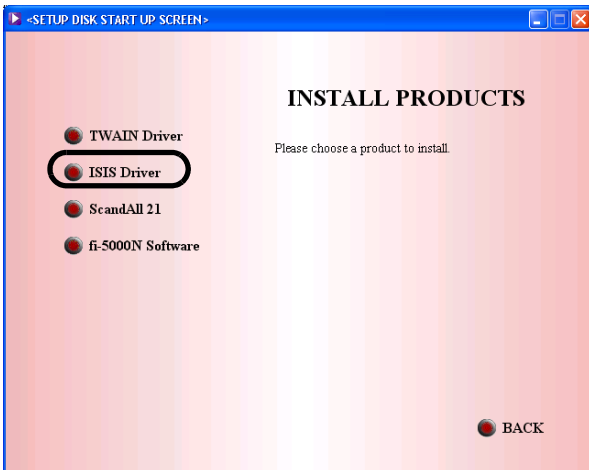 <SETUP DISK START UP SCREEN>
INSTALL PRODUCTS
Please choose a product to install.
TWAIN Driver
ISIS Driver
ScandAll 21
fi-5000N Software
BACK